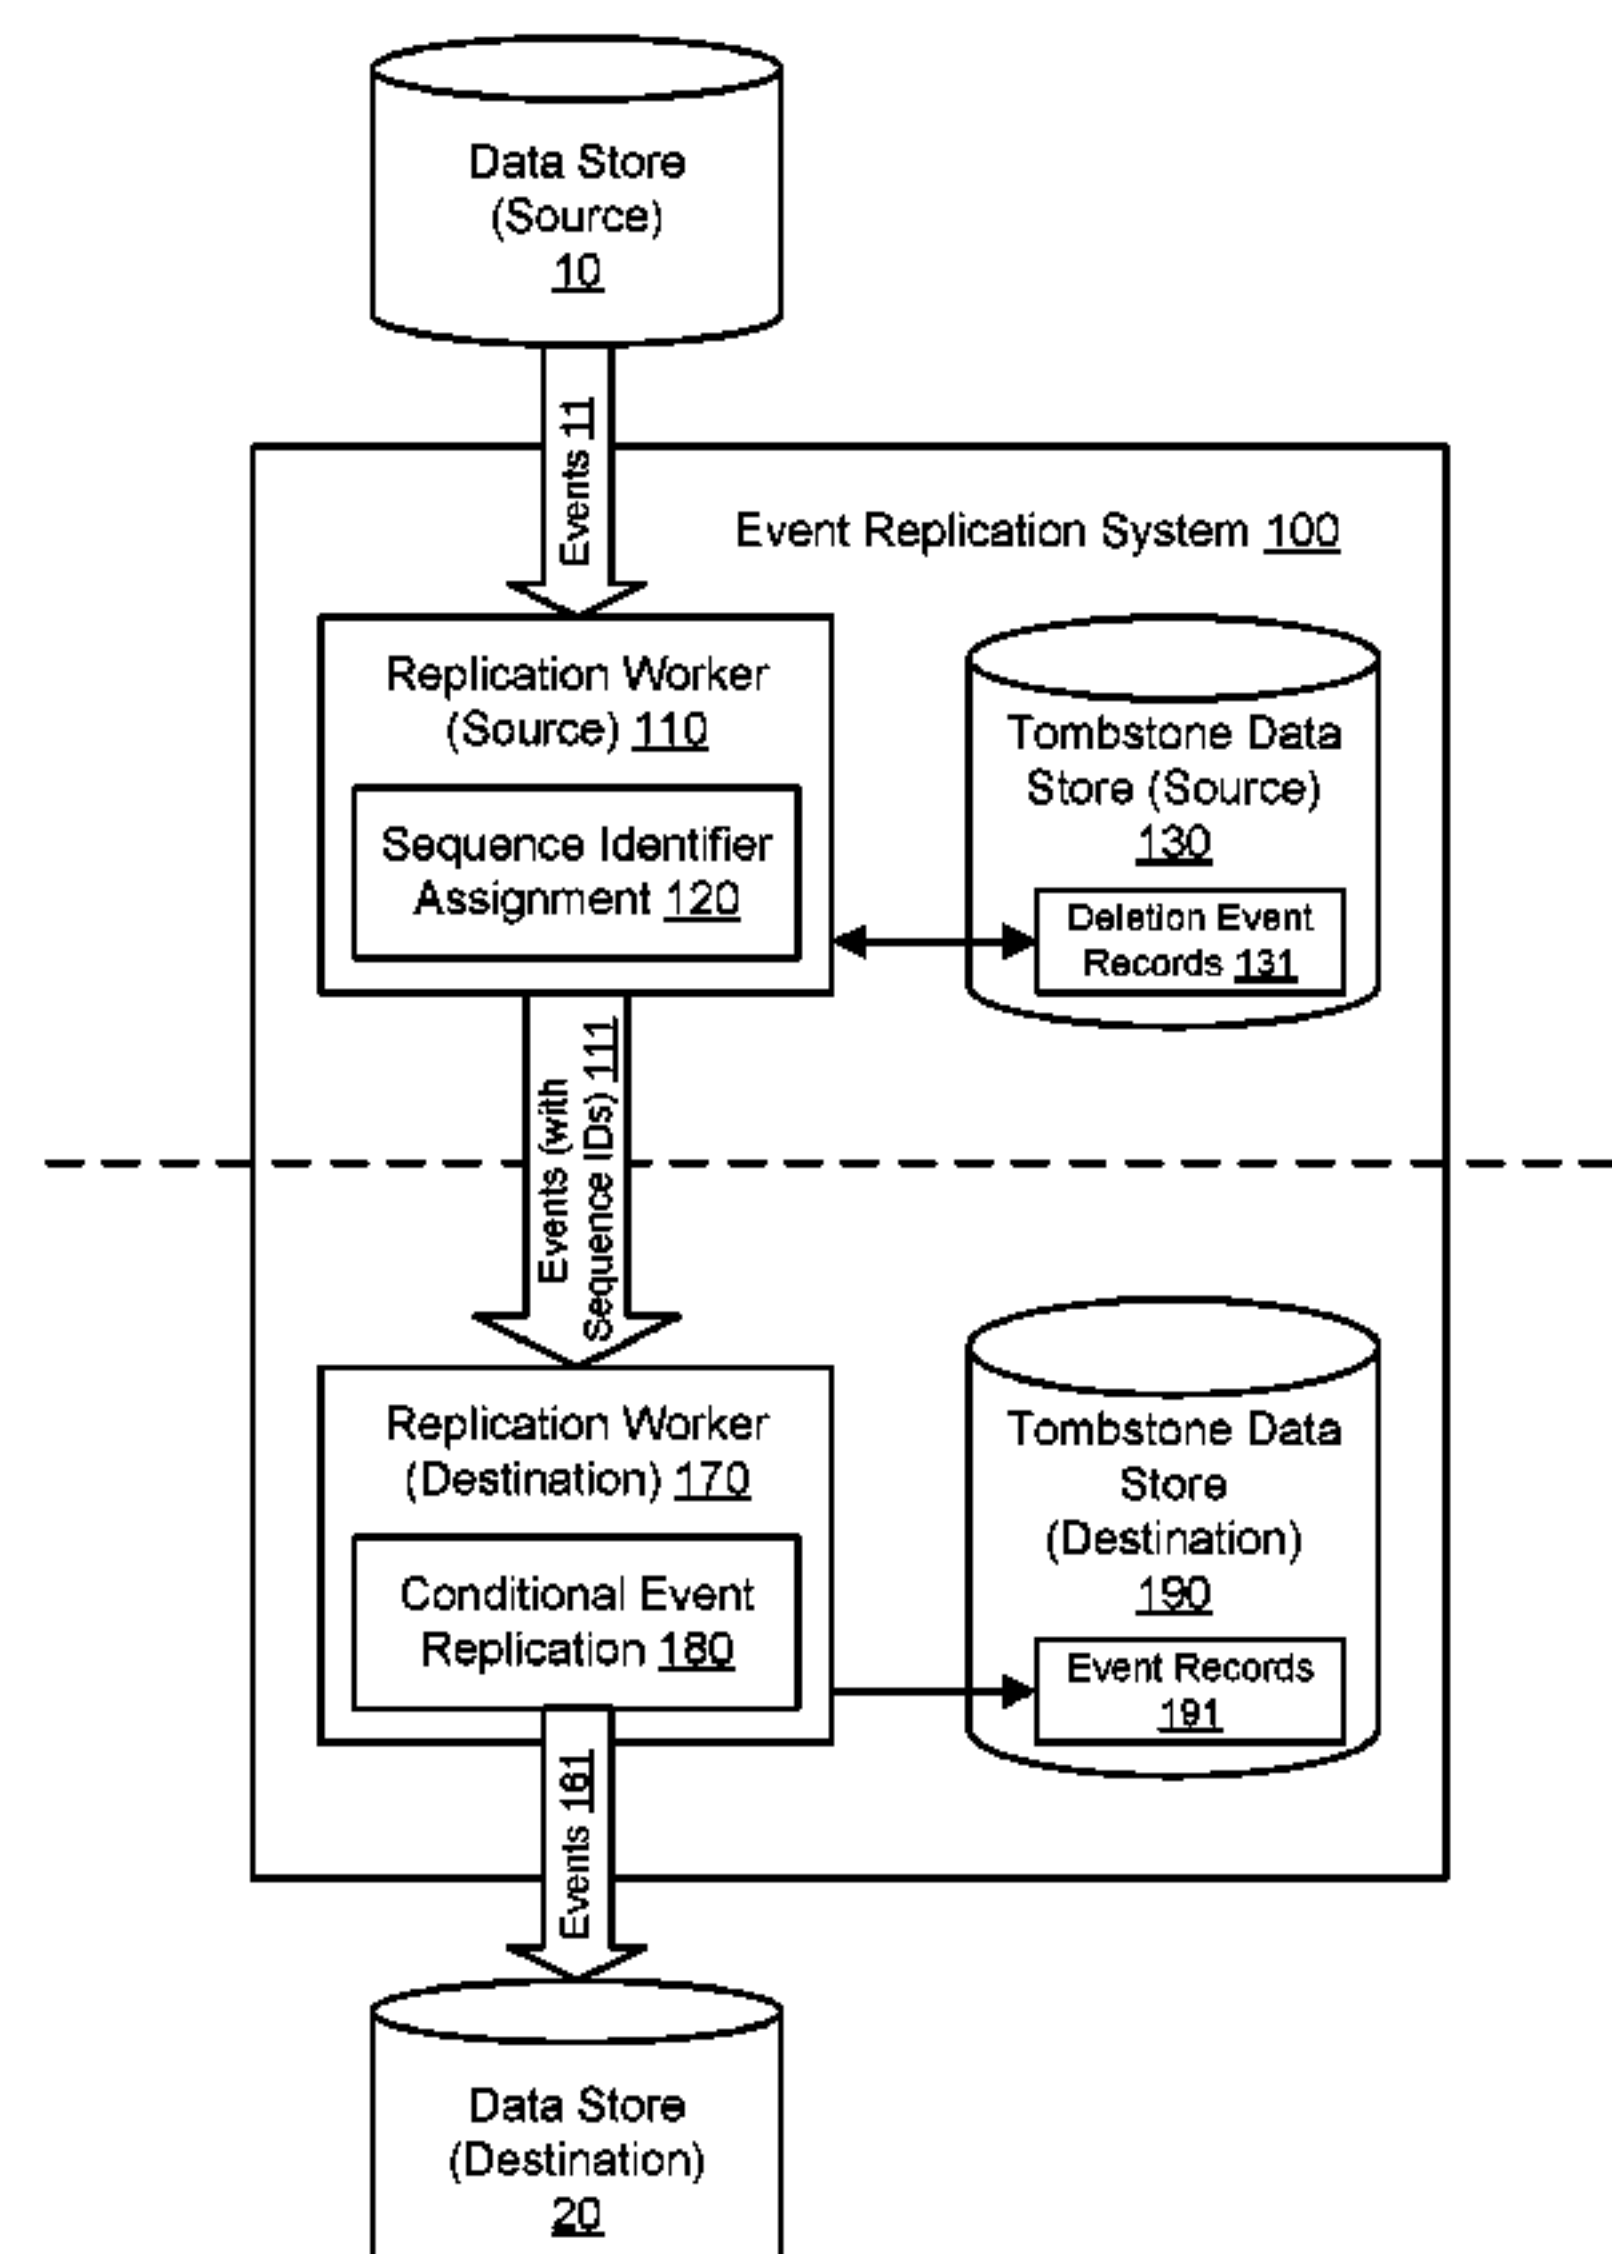 Data Store
(Source)
10
Events 11
Event Replication System 100
Replication Worker
(Source) 110
Sequence Identifier
Assignment 120
Tombstone Data
Store (Source)
130
Deletion Event
Records 131
Events (with
Sequence IDs) 111
Replication Worker
(Destination) 170
Conditional Event
Replication 180
Tombstone Data
Store
(Destination)
190
Event Records
191
Events 161
Data Store
(Destination)
20